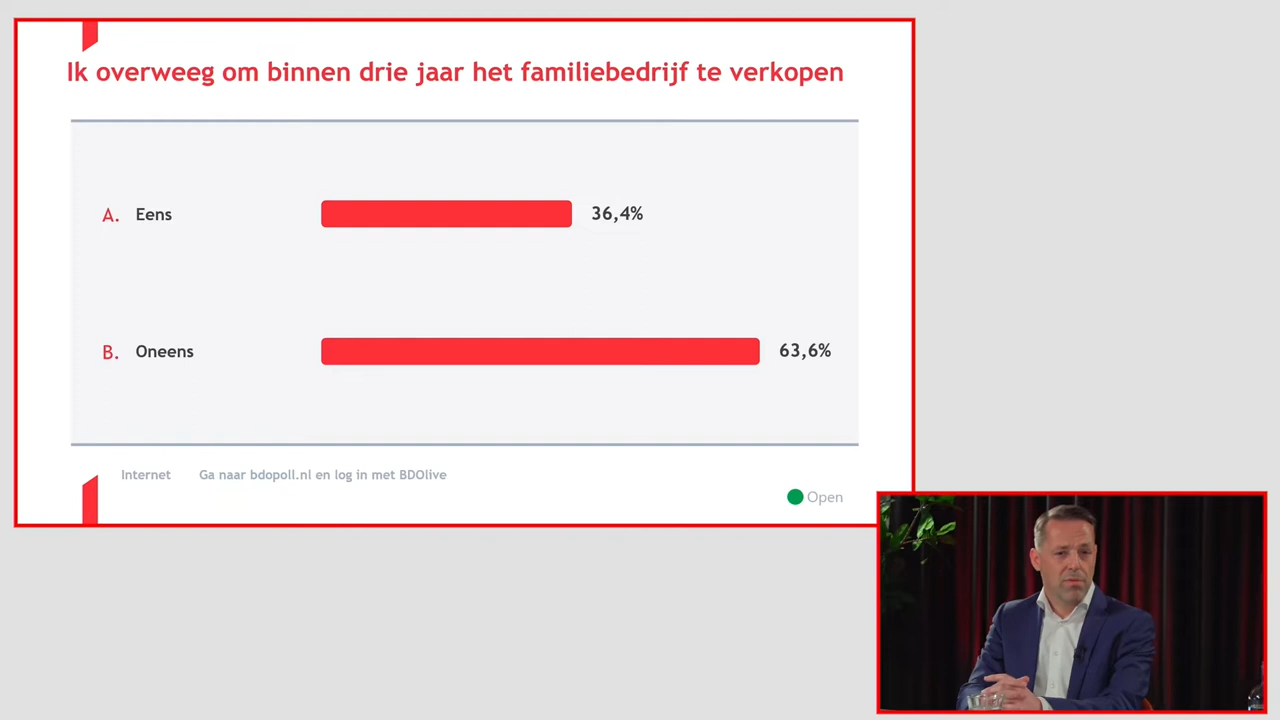 Ik overweeg om binnen drie jaar het familiebedrijf te verkopen
A. Eens 36,4%
B. Oneens 63,6%
Internet Ga naar bdopoll.nl en log in met BDOlive
Open